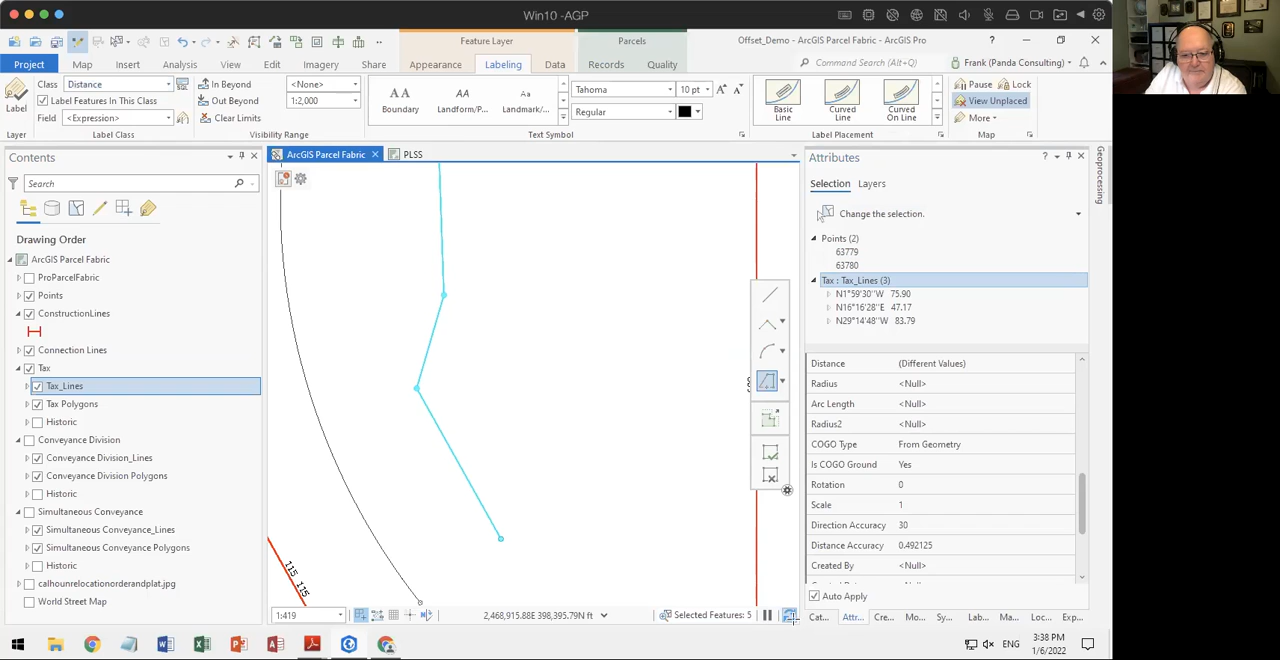 Win10 -AGP
Feature Layer
Parcels
Offset_Demo - ArcGIS Parcel Fabric - ArcGIS Pro
Project
Map
Insert
Analysis
View
Edit
Imagery
Share
Appearance
Labeling
Data
Records
Quality
Command Search (Alt+Q)
Frank (Panda Consulting)
Label
Layer
Class
Distance
Label Features In This Class
Field
<Expression>
Label Class
In Beyond
Out Beyond
Clear Limits
<None>
1:2,000
Visibility Range
A A
Boundary
AA
Landform/P...
Aa
Landmark/...
Tahoma
10 pt
Regular
Text Symbol
Basic Line
Curved Line
Curved On Line
Label Placement
Pause
Lock
View Unplaced
More
Map
Contents
Search
Drawing Order
ArcGIS Parcel Fabric
ProParcelFabric
Points
ConstructionLines
Connection Lines
Tax
Tax_Lines
Tax Polygons
Historic
Conveyance Division
Conveyance Division_Lines
Conveyance Division Polygons
Historic
Simultaneous Conveyance
Simultaneous Conveyance_Lines
Simultaneous Conveyance Polygons
Historic
calhounrelocationorderandplat.jpg
World Street Map
ArcGIS Parcel Fabric
PLSS
115
115
1:419
2,468,915.88E 398,395.79N ft
Selected Features: 5
Attributes
Selection
Layers
Change the selection.
Points (2)
63779
63780
Tax : Tax_Lines (3)
N1°59'30"W 75.90
N16°16'28"E 47.17
N29°14'48"W 83.79
Distance (Different Values)
Radius <Null>
Arc Length <Null>
Radius2 <Null>
COGO Type From Geometry
Is COGO Ground Yes
Rotation 0
Scale 1
Direction Accuracy 30
Distance Accuracy 0.492125
Created By <Null>
Auto Apply
Cat...
Attr...
Cre...
Mo...
Sy...
Lab...
Ma...
Loc...
Exp...
Geoprocessing
ENG
3:38 PM
1/6/2022